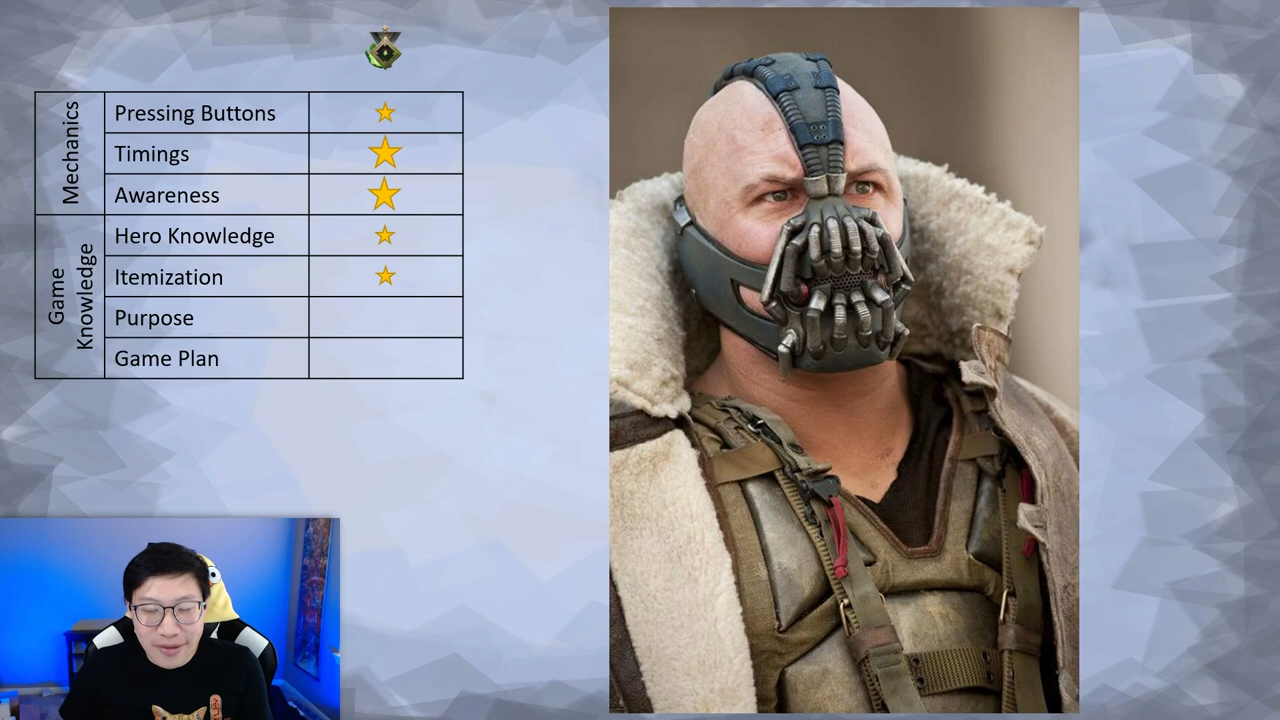 Mechanics
Pressing Buttons
Timings
Awareness
Game
Knowledge
Hero Knowledge
Itemization
Purpose
Game Plan